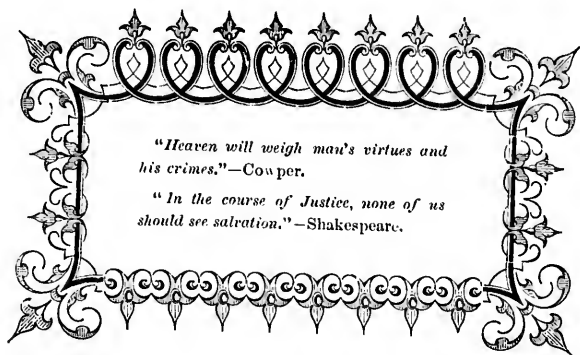 "Heaven will weigh man's virtues and
his crimes."—Cowper.
"In the course of Justice, none of us
should see salvation."—Shakespeare.